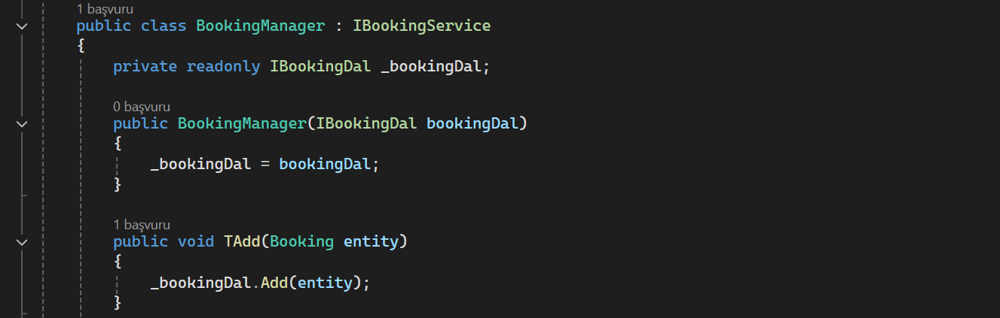 1 başvuru
public class BookingManager : IBookingService
{
private readonly IBookingDal _bookingDal;
0 başvuru
public BookingManager(IBookingDal bookingDal)
{
_bookingDal = bookingDal;
}
1 başvuru
public void TAdd(Booking entity)
{
_bookingDal.Add(entity);
}